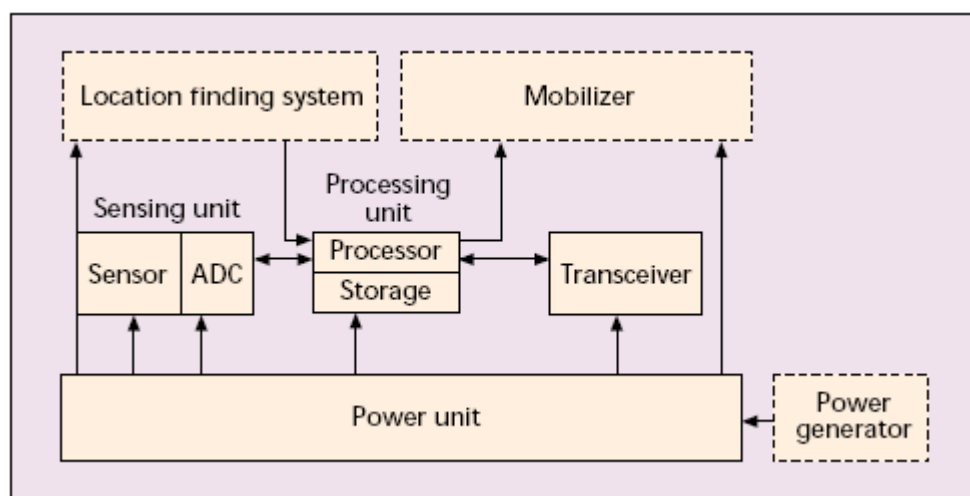 Location finding system
Mobilizer
Sensing unit
Processing
unit
Sensor
ADC
Processor
Storage
Transceiver
Power unit
Power
generator